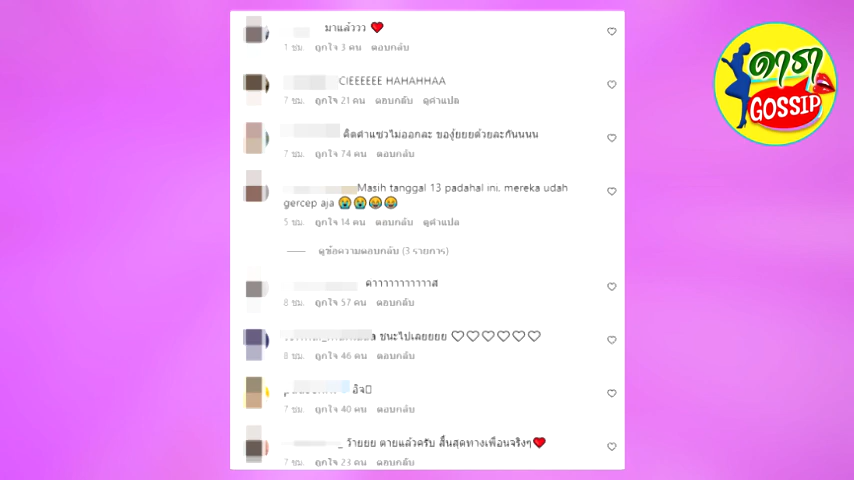 มาแล้ววว ❤️
1 ชม. ถูกใจ 3 คน ตอบกลับ
CIEEEEEE HAHAHHAA
7 ชม. ถูกใจ 21 คน ตอบกลับ ดูคำแปล
คิดคำแซวไม่ออกละ ของุ่ยยยด้วยละกันนนน
7 ชม. ถูกใจ 74 คน ตอบกลับ
Masih tanggal 13 padahal ini, mereka udah
gercep aja 😭😭😂😂
5 ชม. ถูกใจ 14 คน ตอบกลับ ดูคำแปล
ดูข้อความตอบกลับ (3 รายการ)
คาาาาาาาาาาาส
8 ชม. ถูกใจ 57 คน ตอบกลับ
ชนะไปเลยยยย ♡♡♡♡♡♡
8 ชม. ถูกใจ 46 คน ตอบกลับ
7 ชม. ถูกใจ 40 คน ตอบกลับ
ว้ายยย ตายแล้วครับ สิ้นสุดทางเพื่อนจริงๆ❤️
7 ชม. ถูกใจ 23 คน ตอบกลับ
ดารา
GOSSIP